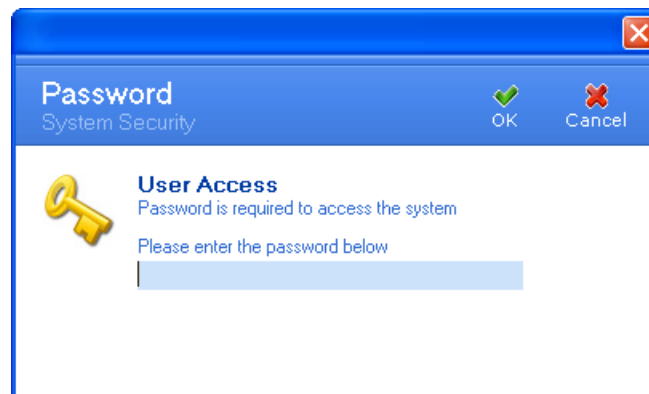 Password
System Security
OK
Cancel
User Access
Password is required to access the system
Please enter the password below